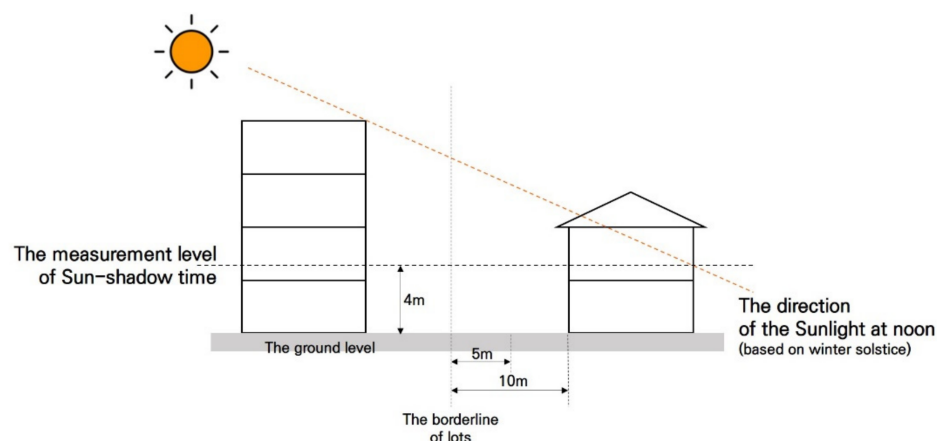 The measurement level
of Sun-shadow time
4m
The direction
of the Sunlight at noon
(based on winter solstice)
The ground level
5m
10m
The borderline
of lots